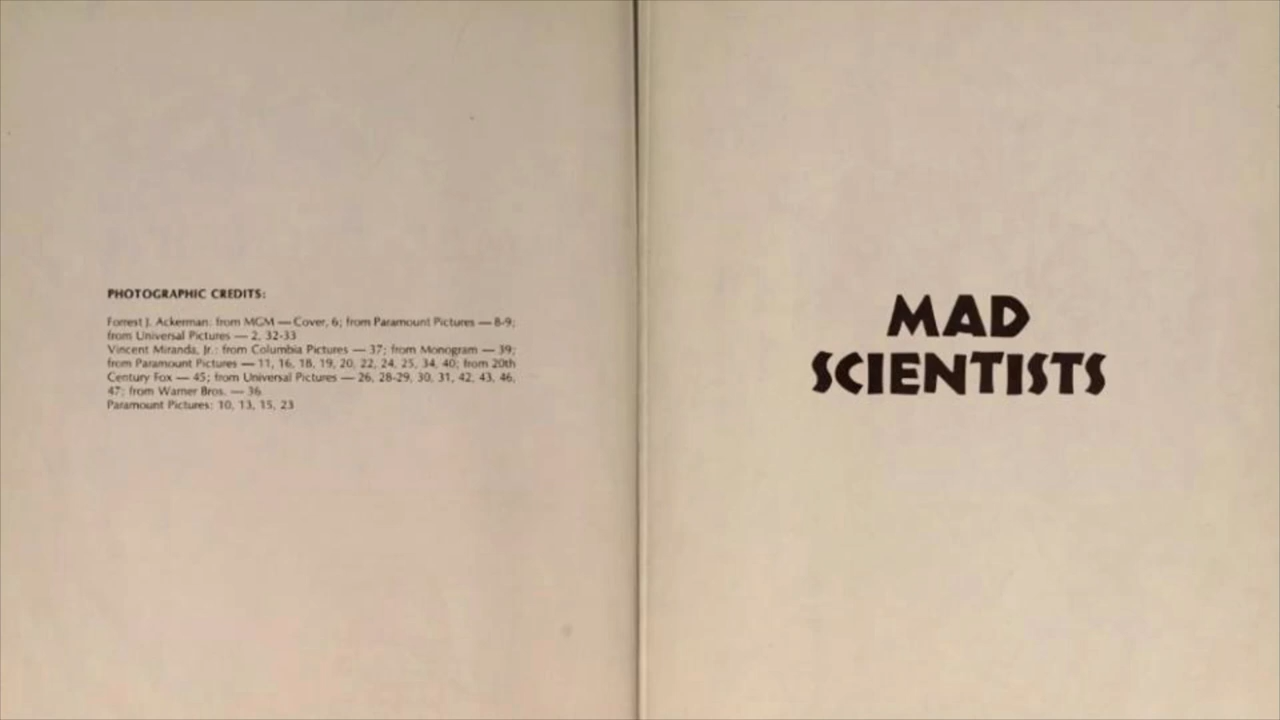 PHOTOGRAPHIC CREDITS:
Forrest J. Ackerman: from MGM — Cover, 6; from Paramount Pictures — 8-9;
from Universal Pictures — 2, 32-33
Vincent Miranda, Jr.: from Columbia Pictures — 37; from Monogram — 39;
from Paramount Pictures — 11, 16, 18, 19, 20, 22, 24, 25, 34, 40; from 20th
Century Fox — 45; from Universal Pictures — 26, 28-29, 30, 31, 42, 43, 46,
47; from Warner Bros. — 36
Paramount Pictures: 10, 13, 15, 23
MAD
SCIENTISTS